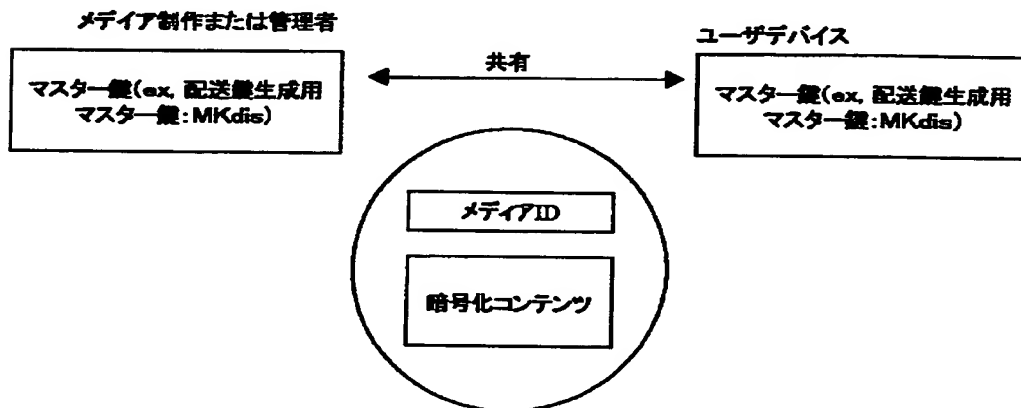 メデイア制作または管理者
共有
ユーザデバイス
マスター鍵(ex, 配送鍵生成用
マスター鍵:MKdis)
マスター鍵(ex, 配送鍵生成用
マスター鍵:MKdis)
メディアID
暗号化コンテンツ